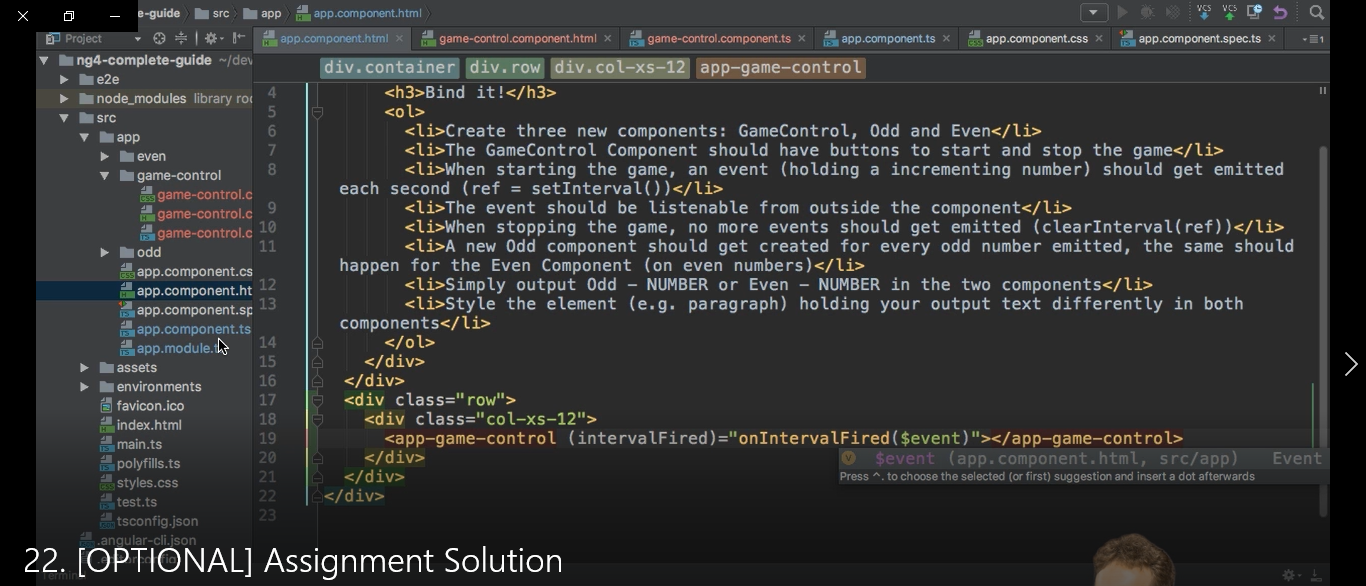 e-guide src app app.component.html
VCS VCS
Project
app.component.html game-control.component.html game-control.component.ts app.component.ts app.component.css app.component.spec.ts
ng4-complete-guide ~/dev
e2e
node_modules library roo
src
app
even
game-control
game-control.c
game-control.c
game-control.c
odd
app.component.cs
app.component.ht
app.component.sp
app.component.ts
app.module.t
assets
environments
favicon.ico
index.html
main.ts
polyfills.ts
styles.css
test.ts
tsconfig.json
.angular-cli.json
div.container div.row div.col-xs-12 app-game-control
4 <h3>Bind it!</h3>
5 <ol>
6 <li>Create three new components: GameControl, Odd and Even</li>
7 <li>The GameControl Component should have buttons to start and stop the game</li>
8 <li>When starting the game, an event (holding a incrementing number) should get emitted
each second (ref = setInterval())</li>
9 <li>The event should be listenable from outside the component</li>
10 <li>When stopping the game, no more events should get emitted (clearInterval(ref))</li>
11 <li>A new Odd component should get created for every odd number emitted, the same should
happen for the Even Component (on even numbers)</li>
12 <li>Simply output Odd - NUMBER or Even - NUMBER in the two components</li>
13 <li>Style the element (e.g. paragraph) holding your output text differently in both
components</li>
14 </ol>
15 </div>
16 </div>
17 <div class="row">
18 <div class="col-xs-12">
19 <app-game-control (intervalFired)="onIntervalFired($event)"></app-game-control>
20 </div>
21 </div>
22 </div>
23
$event (app.component.html, src/app) Event
Press ^. to choose the selected (or first) suggestion and insert a dot afterwards
22. [OPTIONAL] Assignment Solution